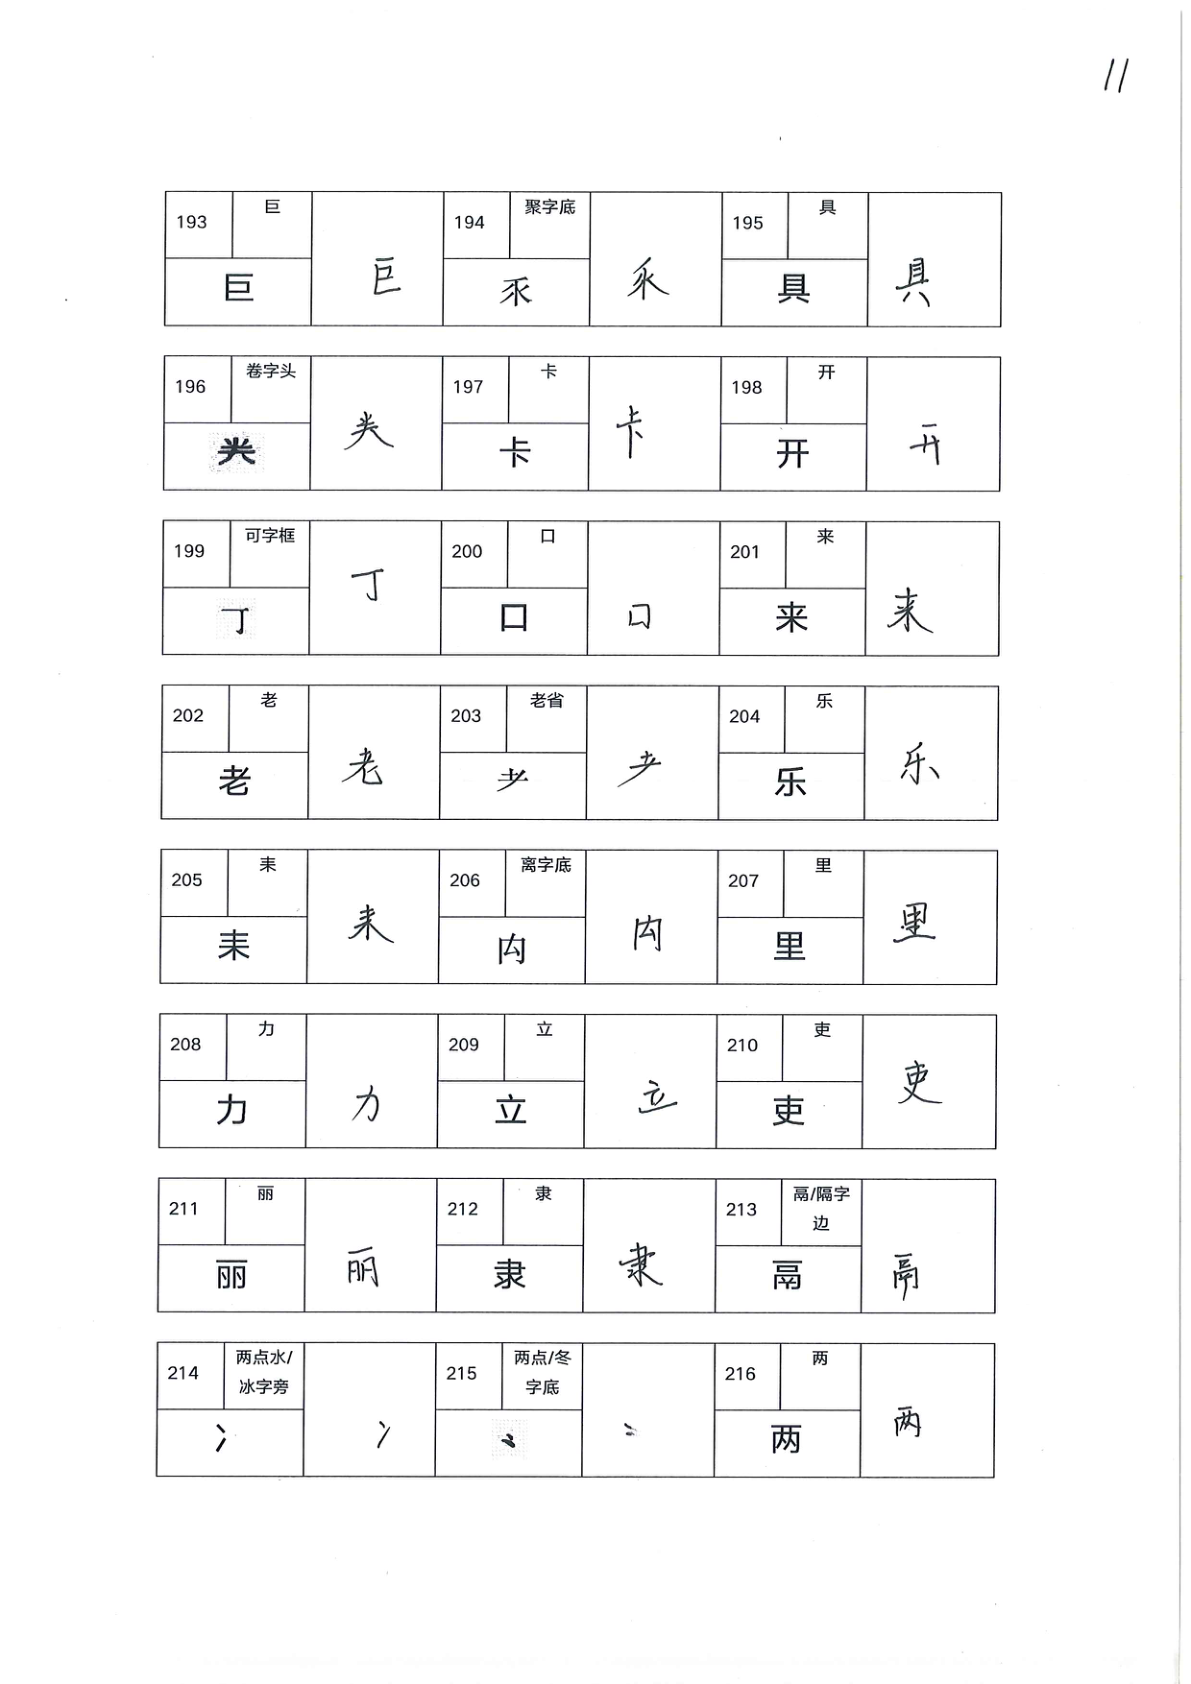 11
193 巨 巨 巨 194 聚字底 乑 乑 195 具 具 具
196 卷字头 龹 龹 197 卡 卡 卡 198 开 开 开
199 可字框 丁 丁 200 口 口 口 201 来 来 来
202 老 老 老 203 老省 耂 耂 204 乐 乐 乐
205 耒 耒 耒 206 离字底 禸 禸 207 里 里 里
208 力 力 力 209 立 立 立 210 吏 吏 吏
211 丽 丽 丽 212 隶 隶 隶 213 鬲/隔字边 鬲 鬲
214 两点水/冰字旁 冫 冫 215 两点/冬字底 ⺀ ⺀ 216 两 两 两